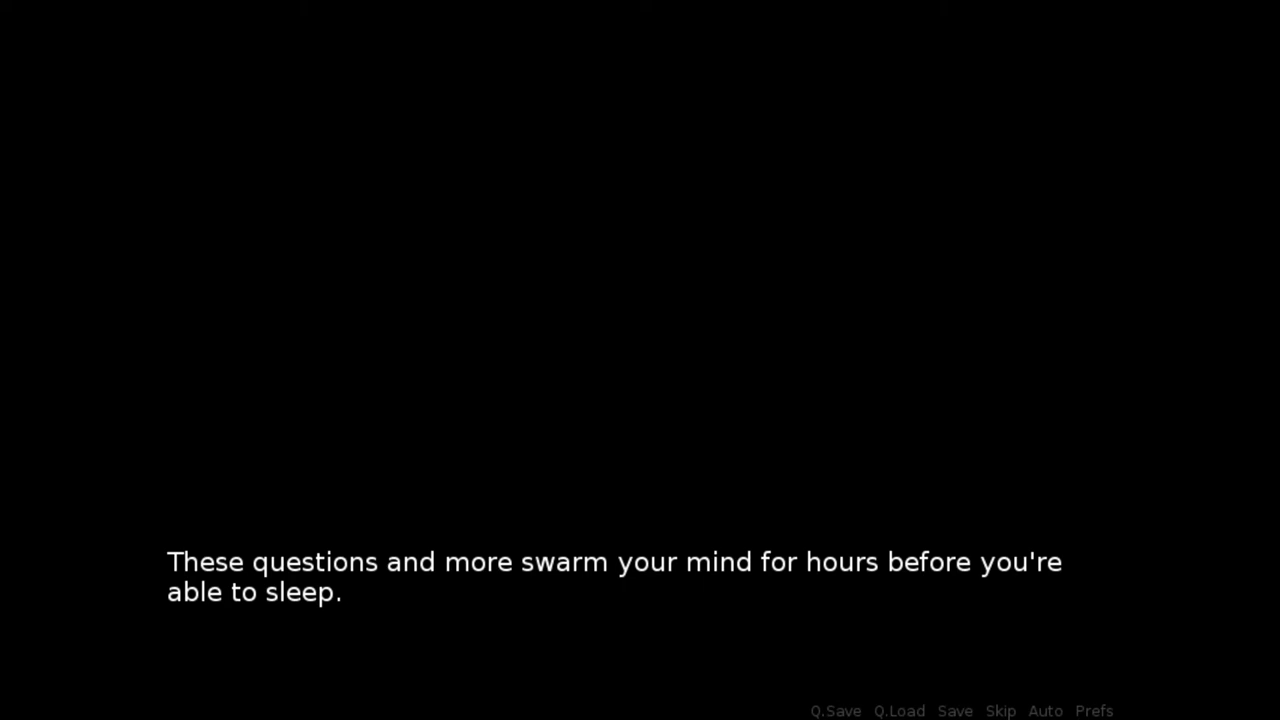 These questions and more swarm your mind for hours before you're
able to sleep.
Q.Save Q.Load Save Skip Auto Prefs